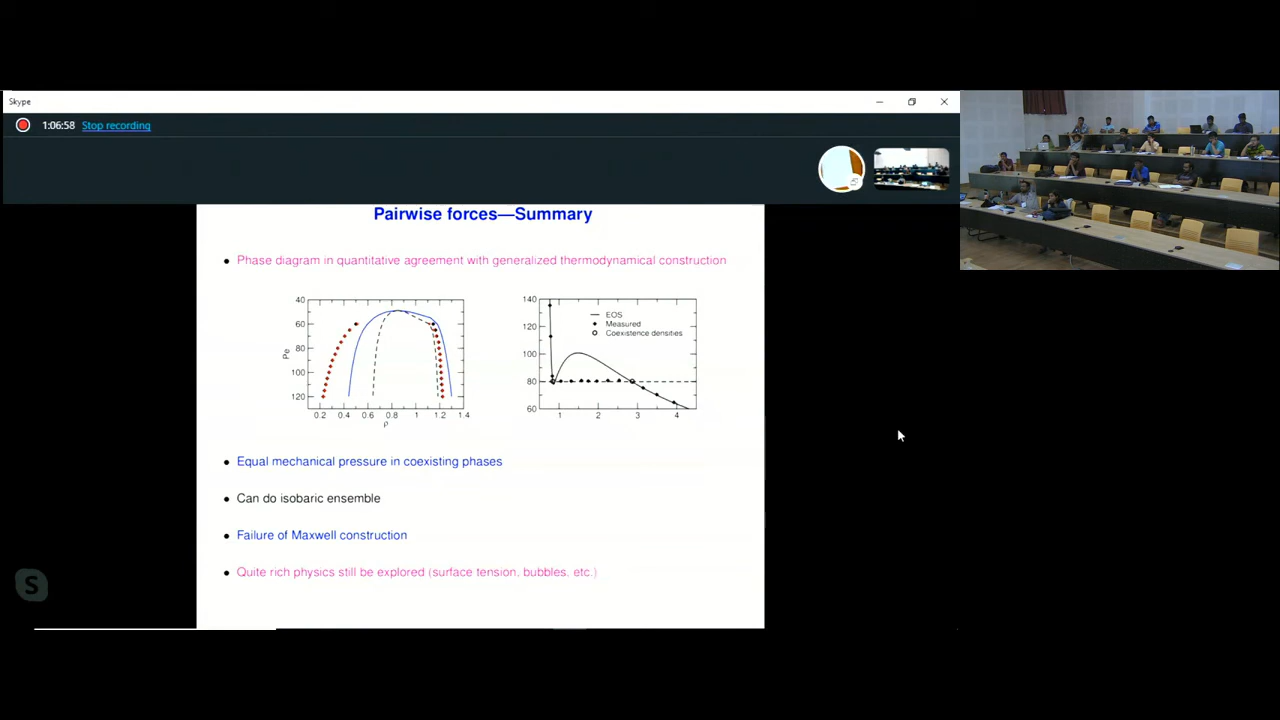 Skype
1:06:58 Stop recording
Pairwise forces—Summary
• Phase diagram in quantitative agreement with generalized thermodynamical construction
40
60
80
100
120
Pe
0.2 0.4 0.6 0.8 1 1.2 1.4
ρ
140
120
100
80
60
EOS
Measured
Coexistence densities
1 2 3 4
• Equal mechanical pressure in coexisting phases
• Can do isobaric ensemble
• Failure of Maxwell construction
• Quite rich physics still be explored (surface tension, bubbles, etc.)
S